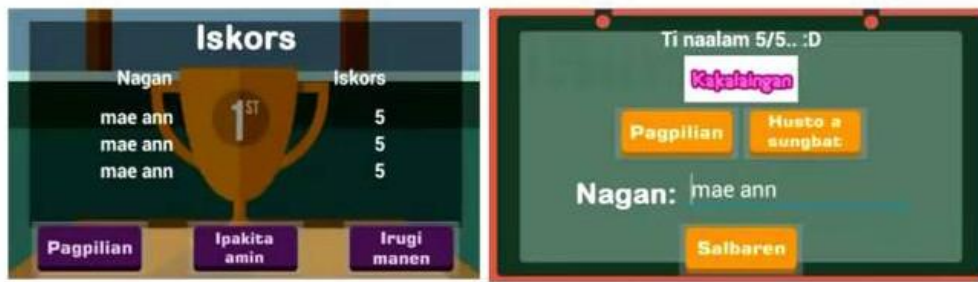 Iskors
Nagan Iskors
mae ann 5
mae ann 5
mae ann 5
1ST
Pagpilian
Ipakita
amin
Irugi
manen
Ti naalam 5/5.. :D
Kakalaingan
Pagpilian
Husto a
sungbat
Nagan: mae ann
Salbaren